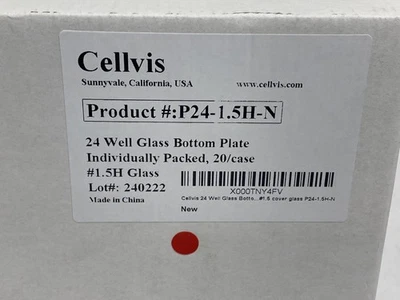 Cellvis
Sunnyvale, California, USA www.cellvis.com
Product #:P24-1.5H-N
24 Well Glass Bottom Plate
Individually Packed, 20/case
#1.5H Glass
Lot#: 240222
Made in China
X000TNY4FV
Cellvis 24 Well Glass Botto... #1.5 cover glass P24-1.5H-N
New